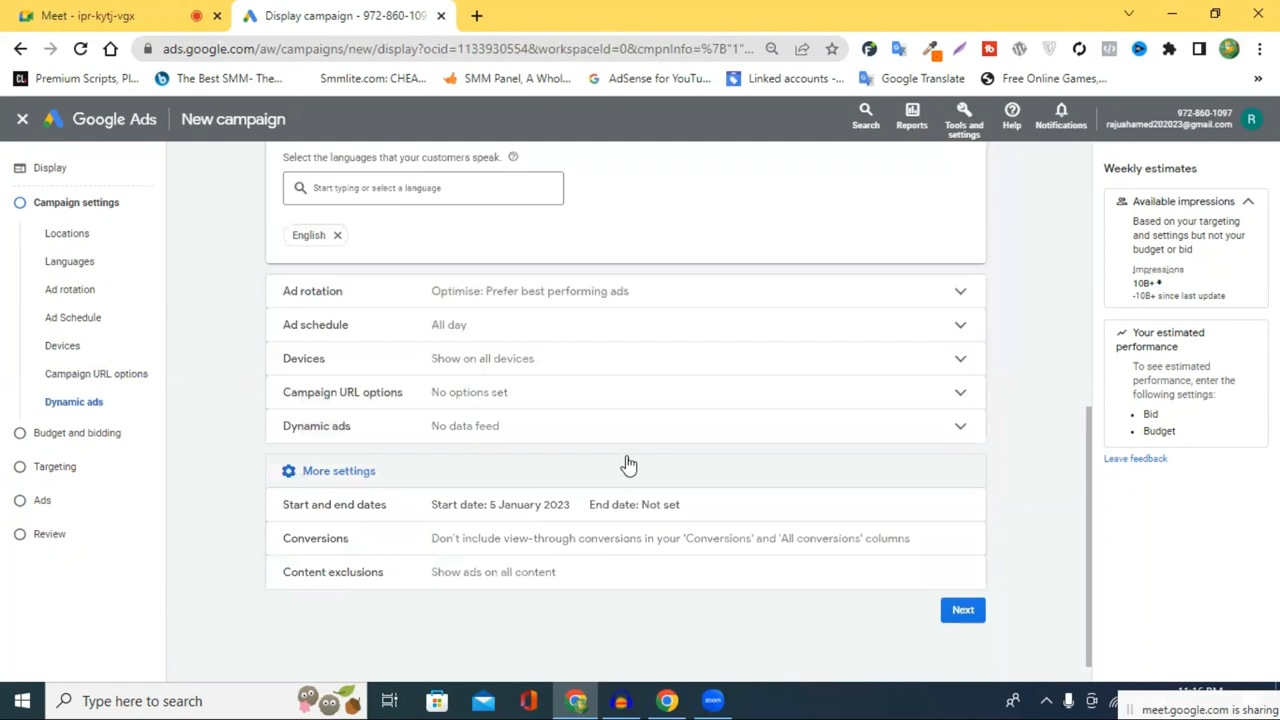 Meet - ipr-kytj-vgx
Display campaign - 972-860-109
ads.google.com/aw/campaigns/new/display?ocid=1133930554&workspaceId=0&cmpnInfo=%7B"1"...
Premium Scripts, Pl...
The Best SMM- The...
Smmlite.com: CHEA...
SMM Panel, A Whol...
AdSense for YouTu...
Linked accounts -...
Google Translate
Free Online Games,...
Google Ads
New campaign
Search
Reports
Tools and
settings
Help
Notifications
972-860-1097
rajuahamed202023@gmail.com
R
Display
Campaign settings
Locations
Languages
Ad rotation
Ad Schedule
Devices
Campaign URL options
Dynamic ads
Budget and bidding
Targeting
Ads
Review
Select the languages that your customers speak.
Start typing or select a language
English
Ad rotation Optimise: Prefer best performing ads
Ad schedule All day
Devices Show on all devices
Campaign URL options No options set
Dynamic ads No data feed
More settings
Start and end dates Start date: 5 January 2023 End date: Not set
Conversions Don't include view-through conversions in your 'Conversions' and 'All conversions' columns
Content exclusions Show ads on all content
Next
Weekly estimates
Available impressions
Based on your targeting
and settings but not your
budget or bid
Impressions
10B+
-10B+ since last update
Your estimated
performance
To see estimated
performance, enter the
following settings:
• Bid
• Budget
Leave feedback
Type here to search
zoom
meet.google.com is sharing